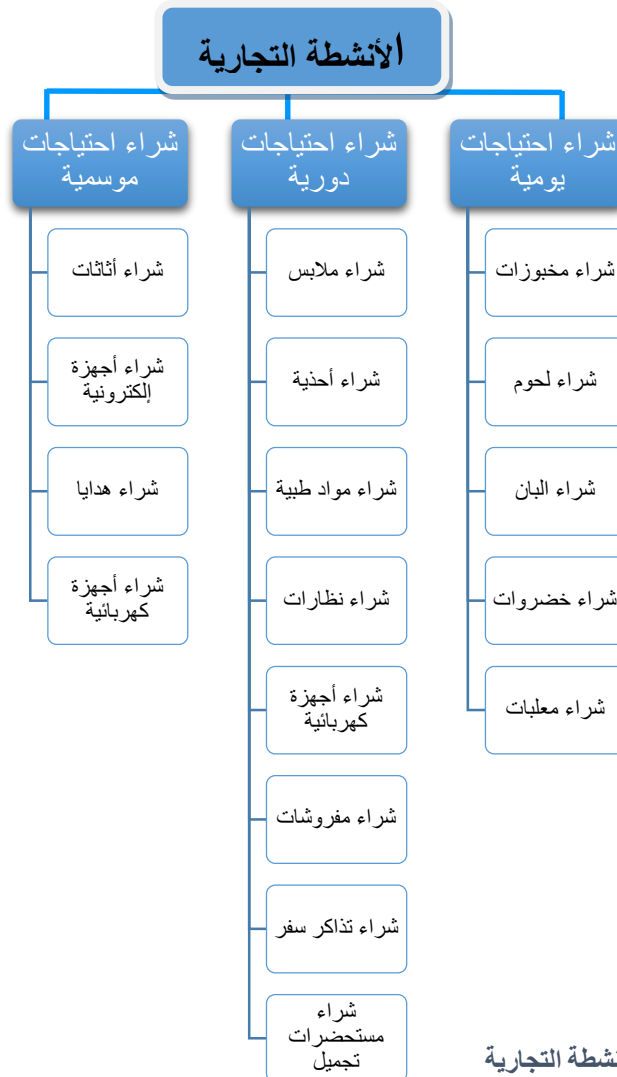 الأنشطة التجارية
شراء احتياجات
يومية
شراء مخبوزات
شراء لحوم
شراء البان
شراء خضروات
شراء معلبات
شراء احتياجات
دورية
شراء ملابس
شراء أحذية
شراء مواد طبية
شراء نظارات
شراء أجهزة
كهربائية
شراء مفروشات
شراء تذاكر سفر
شراء
مستحضرات
تجميل
شراء احتياجات
موسمية
شراء أثاثات
شراء أجهزة
إلكترونية
شراء هدايا
شراء أجهزة
كهربائية
التجارية